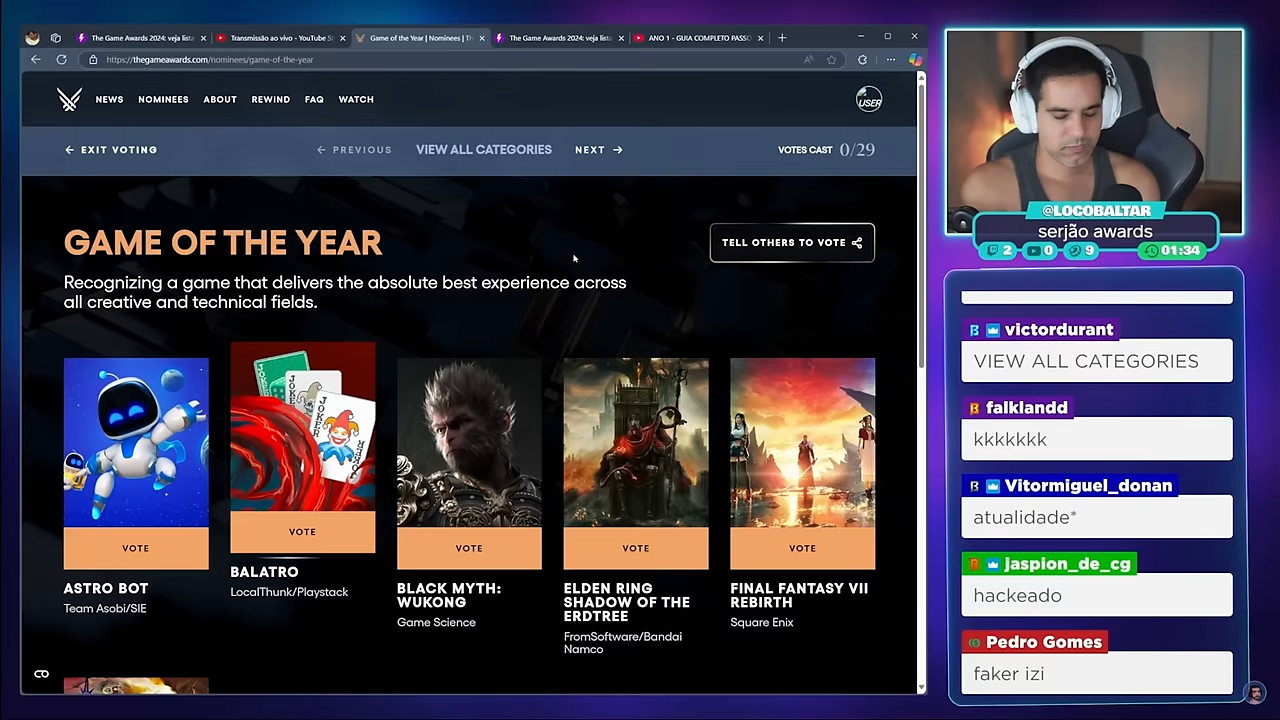 The Game Awards 2024: veja lista
Transmissão ao vivo - YouTube S
Game of the Year | Nominees | Th
The Game Awards 2024: veja lista
ANO 1 - GUIA COMPLETO PASSO
https://thegameawards.com/nominees/game-of-the-year
NEWS
NOMINEES
ABOUT
REWIND
FAQ
WATCH
USER
EXIT VOTING
PREVIOUS
VIEW ALL CATEGORIES
NEXT
VOTES CAST 0/29
GAME OF THE YEAR
TELL OTHERS TO VOTE
Recognizing a game that delivers the absolute best experience across
all creative and technical fields.
JOKER
JOKER
VOTE
VOTE
VOTE
VOTE
VOTE
ASTRO BOT
Team Asobi/SIE
BALATRO
LocalThunk/Playstack
BLACK MYTH:
WUKONG
Game Science
ELDEN RING
SHADOW OF THE
ERDTREE
FromSoftware/Bandai
Namco
FINAL FANTASY VII
REBIRTH
Square Enix
@LOCOBALTAR
serjão awards
2
0
9
01:34
victordurant
VIEW ALL CATEGORIES
falklandd
kkkkkkk
Vitormiguel_donan
atualidade*
jaspion_de_cg
hackeado
Pedro Gomes
faker izi